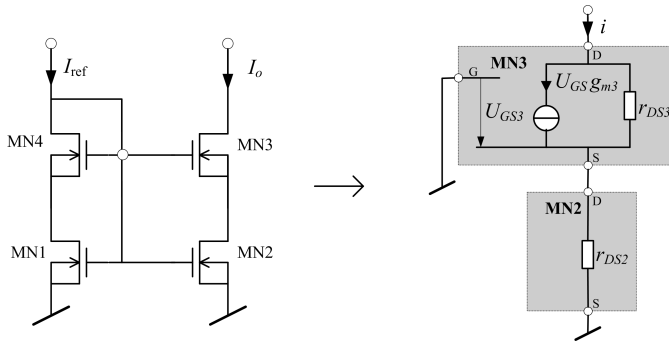 I_ref
I_o
MN4
MN3
MN1
MN2
i
MN3
D
G
U_GS g_m3
U_GS3
r_DS3
S
D
MN2
r_DS2
S